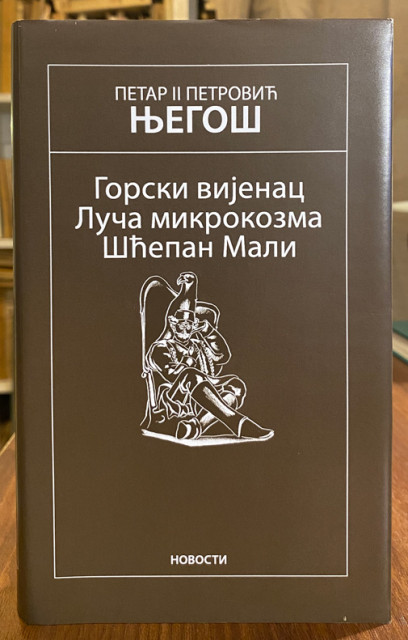 ПЕТАР II ПЕТРОВИЋ
ЊЕГОШ
Горски вијенац
Луча микрокозма
Шћепан Мали
НОВОСТИ